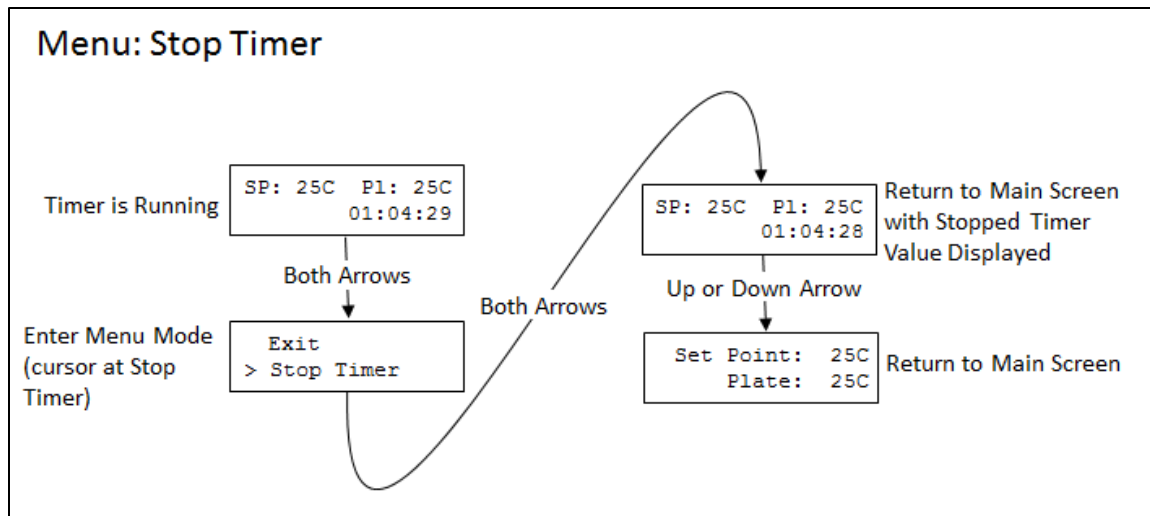 Menu: Stop Timer
Timer is Running
SP: 25C  Pl: 25C
01:04:29
Both Arrows
Enter Menu Mode
(cursor at Stop
Timer)
Exit
> Stop Timer
Both Arrows
SP: 25C  Pl: 25C
01:04:28
Return to Main Screen
with Stopped Timer
Value Displayed
Up or Down Arrow
Set Point:  25C
Plate:  25C
Return to Main Screen